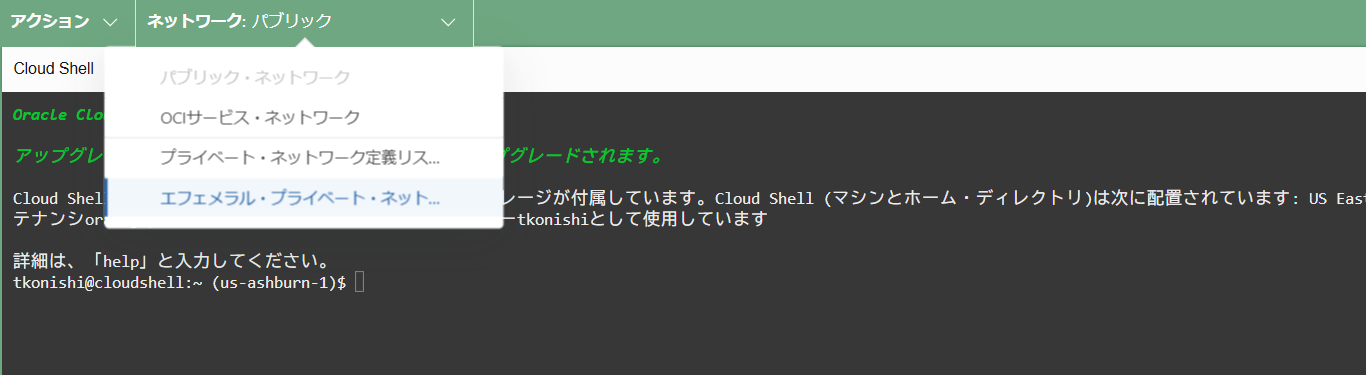 アクション
ネットワーク: パブリック
Cloud Shell
パブリック・ネットワーク
OCIサービス・ネットワーク
プライベート・ネットワーク定義リス...
エフェメラル・プライベート・ネット...
Oracle Clo
アップグレ プグレードされます。
Cloud Shel レージが付属しています。Cloud Shell (マシンとホーム・ディレクトリ)は次に配置されています: US East
テナンシor ーtkonishiとして使用しています
詳細は、「help」と入力してください。
tkonishi@cloudshell:~ (us-ashburn-1)$